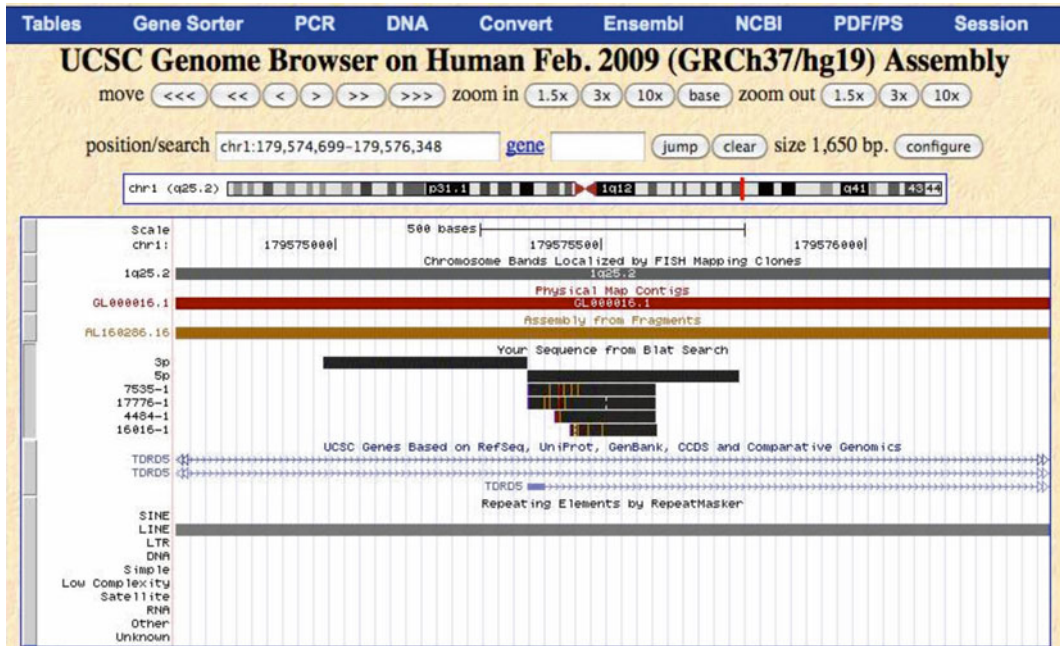 Tables Gene Sorter PCR DNA Convert Ensembl NCBI PDF/PS Session
UCSC Genome Browser on Human Feb. 2009 (GRCh37/hg19) Assembly
move <<< << < > >> >>> zoom in 1.5x 3x 10x base zoom out 1.5x 3x 10x
position/search chr1:179,574,699-179,576,348 gene jump clear size 1,650 bp. configure
chr1 (q25.2) p31.1 1q12 q41 43 44
Scale 500 bases
chr1: 179575000 179575500 179576000
Chromosome Bands Localized by FISH Mapping Clones
1q25.2 1q25.2
Physical Map Contigs
GL000016.1 GL000016.1
Assembly from Fragments
AL160286.16
Your Sequence from Blat Search
3p
5p
7535-1
17776-1
4484-1
16016-1
UCSC Genes Based on RefSeq, UniProt, GenBank, CCDS and Comparative Genomics
TDRD5
TDRD5
TDRD5
Repeating Elements by RepeatMasker
SINE
LINE
LTR
DNA
Simple
Low Complexity
Satellite
RNA
Other
Unknown